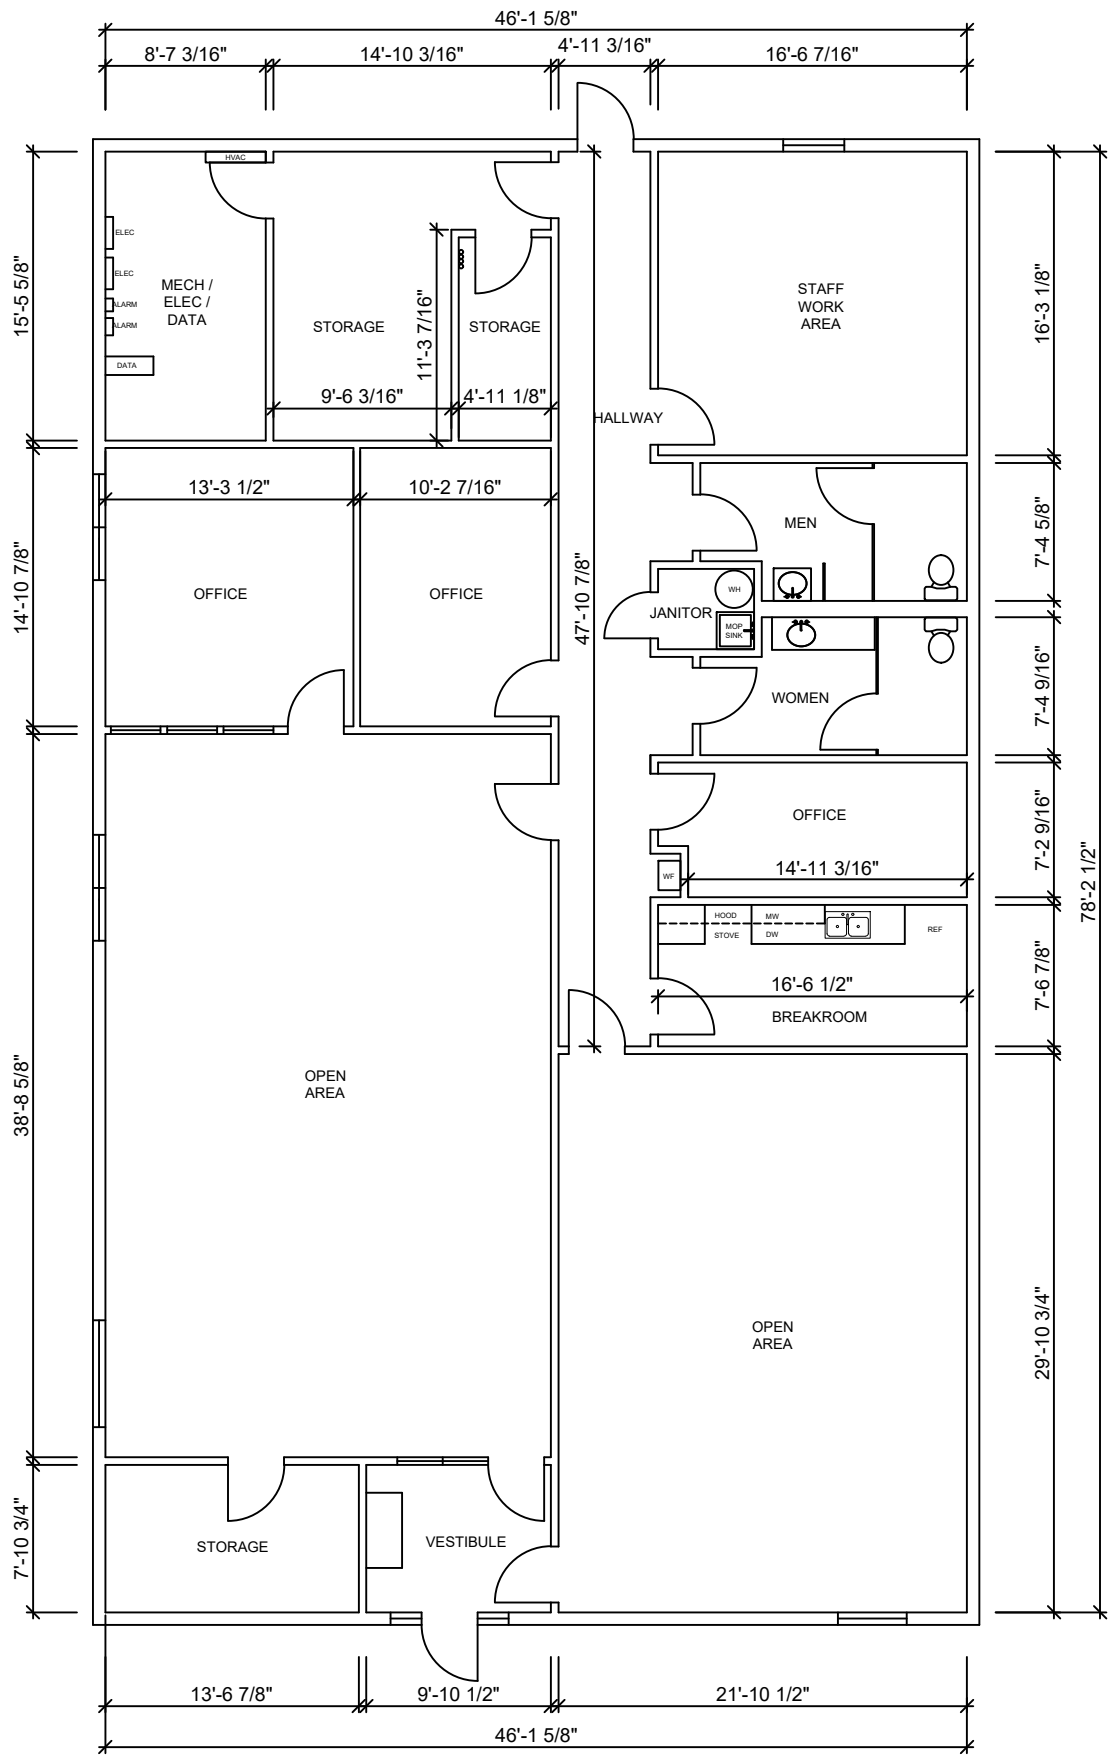 46'-1 5/8"
8'-7 3/16"
14'-10 3/16"
4'-11 3/16"
16'-6 7/16"
HVAC
ELEC
ELEC
ALARM
ALARM
DATA
MECH /
ELEC /
DATA
STORAGE
STORAGE
STAFF
WORK
AREA
15'-5 5/8"
11'-3 7/16"
16'-3 1/8"
9'-6 3/16"
4'-11 1/8"
HALLWAY
13'-3 1/2"
10'-2 7/16"
14'-10 7/8"
OFFICE
OFFICE
47'-10 7/8"
MEN
7'-4 5/8"
WH
JANITOR
MOP
SINK
WOMEN
7'-4 9/16"
OFFICE
7'-2 9/16"
14'-11 3/16"
WF
78'-2 1/2"
HOOD
STOVE
MW
DW
REF
7'-6 7/8"
16'-6 1/2"
BREAKROOM
38'-8 5/8"
OPEN
AREA
OPEN
AREA
29'-10 3/4"
7'-10 3/4"
STORAGE
VESTIBULE
13'-6 7/8"
9'-10 1/2"
21'-10 1/2"
46'-1 5/8"